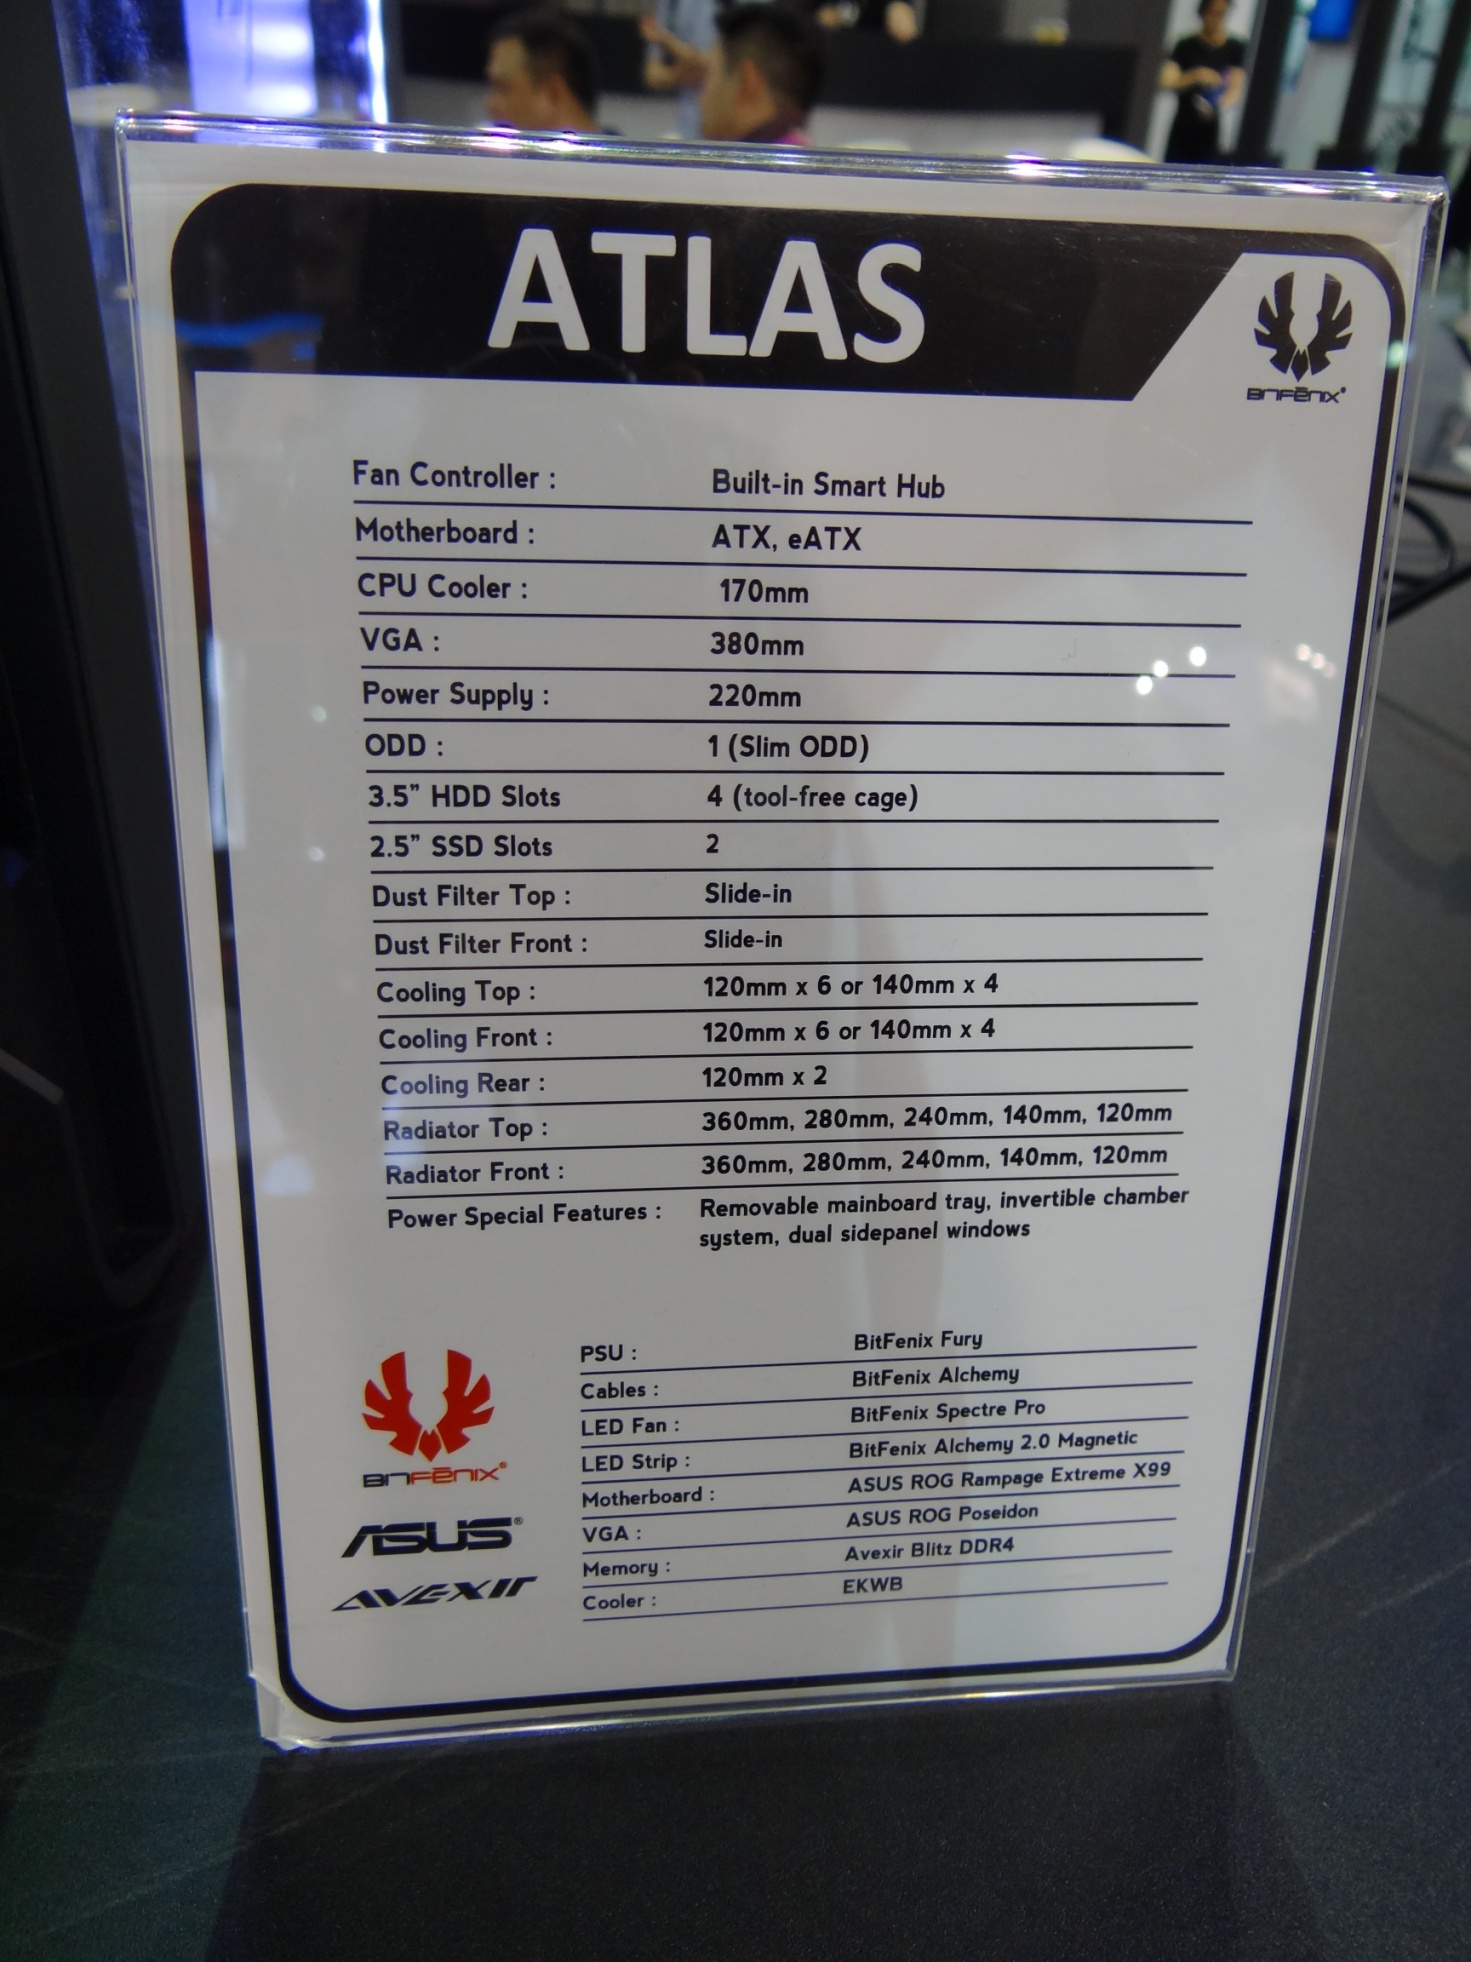 ATLAS
BITFENIX®
Fan Controller : Built-in Smart Hub
Motherboard : ATX, eATX
CPU Cooler : 170mm
VGA : 380mm
Power Supply : 220mm
ODD : 1 (Slim ODD)
3.5” HDD Slots 4 (tool-free cage)
2.5” SSD Slots 2
Dust Filter Top : Slide-in
Dust Filter Front : Slide-in
Cooling Top : 120mm x 6 or 140mm x 4
Cooling Front : 120mm x 6 or 140mm x 4
Cooling Rear : 120mm x 2
Radiator Top : 360mm, 280mm, 240mm, 140mm, 120mm
Radiator Front : 360mm, 280mm, 240mm, 140mm, 120mm
Power Special Features : Removable mainboard tray, invertible chamber
system, dual sidepanel windows
PSU : BitFenix Fury
Cables : BitFenix Alchemy
LED Fan : BitFenix Spectre Pro
LED Strip : BitFenix Alchemy 2.0 Magnetic
Motherboard : ASUS ROG Rampage Extreme X99
VGA : ASUS ROG Poseidon
Memory : Avexir Blitz DDR4
Cooler : EKWB
BITFENIX®
ASUS®
AVEXIR